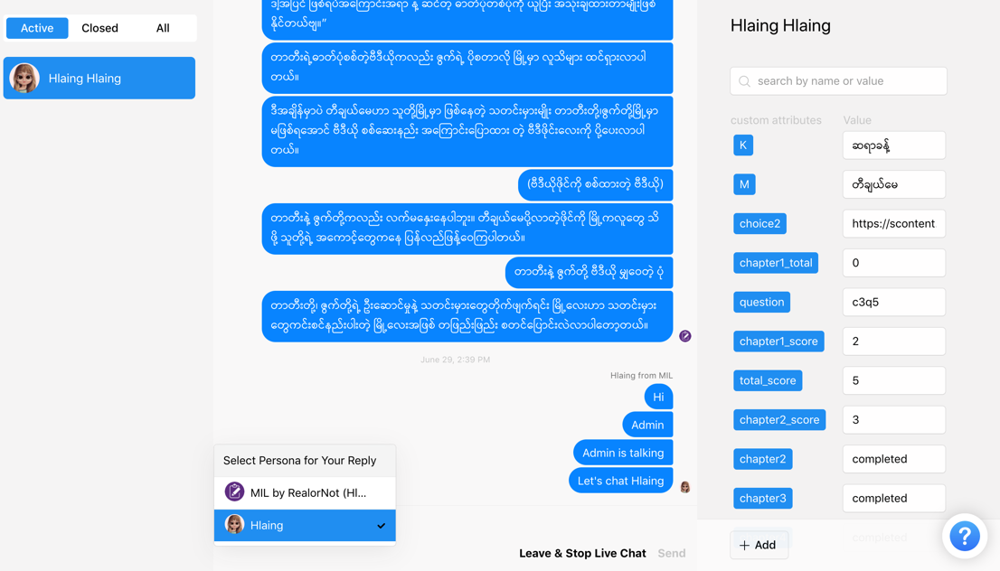 Active
Closed
All
Hlaing Hlaing
ဒါ့အပြင် ဖြစ်ရပ်အကြောင်းအရာ နဲ့ ဆင်တဲ့ ဓာတ်ပုံတစ်ပုံကို ယူပြီး အသုံးချထားတာမျိုးဖြစ်
နိုင်တယ်ဗျ။”
တာတီးရဲ့ဓာတ်ပုံစစ်တဲ့ဗီဒီယိုကလည်း ဇွက်ရဲ့ ပိုစတာလို မြို့မှာ လူသိများ ထင်ရှားလာပါ
တယ်။
ဒီအချိန်မှာပဲ တီချယ်မေဟာ သူတို့မြို့မှာ ဖြစ်နေတဲ့ သတင်းမှားမျိုး တာတီးတို့၊ဇွက်တို့မြို့မှာ
မဖြစ်ရအောင် ဗီဒီယို စစ်ဆေးနည်း အကြောင်းပြောထား တဲ့ ဗီဒီဖိုင်းလေးကို ပို့ပေးလာပါ
တယ်။
(ဗီဒီယိုဖိုင်ကို စစ်ထားတဲ့ ဗီဒီယို)
တာတီးနဲ့ ဇွက်တို့ကလည်း လက်မနှေးနေပါဘူး။ တီချယ်မေပို့လာတဲ့ဖိုင်ကို မြို့ကလူတွေ သိ
ဖို့ သူတို့ရဲ့ အကောင့်တွေကနေ ပြန်လည်ဖြန့်ဝေကြပါတယ်။
တာတီးနဲ့ ဇွက်တို့ ဗီဒီယို မျှဝေတဲ့ ပုံ
တာတီးတို့၊ ဇွက်တို့ရဲ့ ဦးဆောင်မှုနဲ့ သတင်းမှားတွေတိုက်ဖျက်ရင်း မြို့လေးဟာ သတင်းမှား
တွေကင်းစင်နည်းပါးတဲ့ မြို့လေးအဖြစ် တဖြည်းဖြည်း စတင်ပြောင်းလဲလာပါတော့တယ်။
June 29, 2:39 PM
Hlaing from MIL
Hi
Admin
Admin is talking
Let's chat Hlaing
Select Persona for Your Reply
MIL by RealorNot (Hl...
Hlaing
Leave & Stop Live Chat
Send
Hlaing Hlaing
search by name or value
custom attributes
Value
K
ဆရာခန့်
M
တီချယ်မေ
choice2
https://scontent
chapter1_total
0
question
c3q5
chapter1_score
2
total_score
5
chapter2_score
3
chapter2
completed
chapter3
completed
completed
+ Add
?